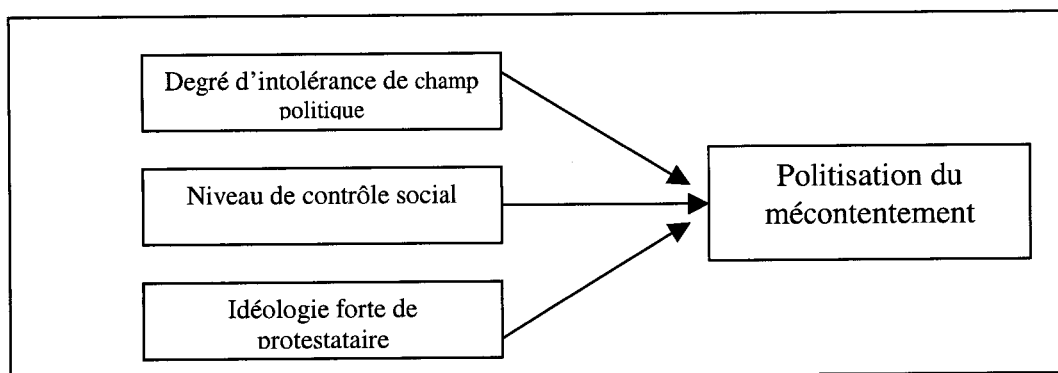 Degré d'intolérance de champ
politique
Niveau de contrôle social
Idéologie forte de
protestataire
Politisation du
mécontentement